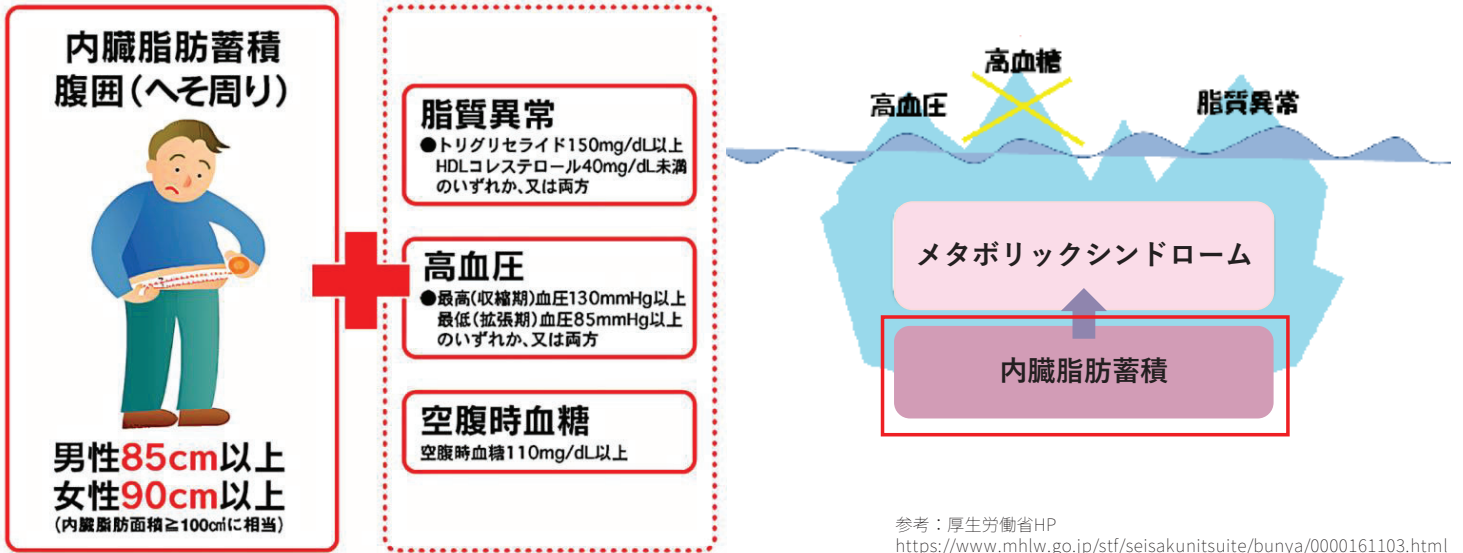 内臓脂肪蓄積
腹囲(へそ周り)
男性85cm以上
女性90cm以上
(内臓脂肪面積≧100㎠に相当)
脂質異常
●トリグリセライド150mg/dL以上
HDLコレステロール40mg/dL未満
のいずれか、又は両方
高血圧
●最高(収縮期)血圧130mmHg以上
最低(拡張期)血圧85mmHg以上
のいずれか、又は両方
空腹時血糖
空腹時血糖110mg/dL以上
高血糖
高血圧
脂質異常
メタボリックシンドローム
内臓脂肪蓄積
参考：厚生労働省HP
https://www.mhlw.go.jp/stf/seisakunitsuite/bunya/0000161103.html